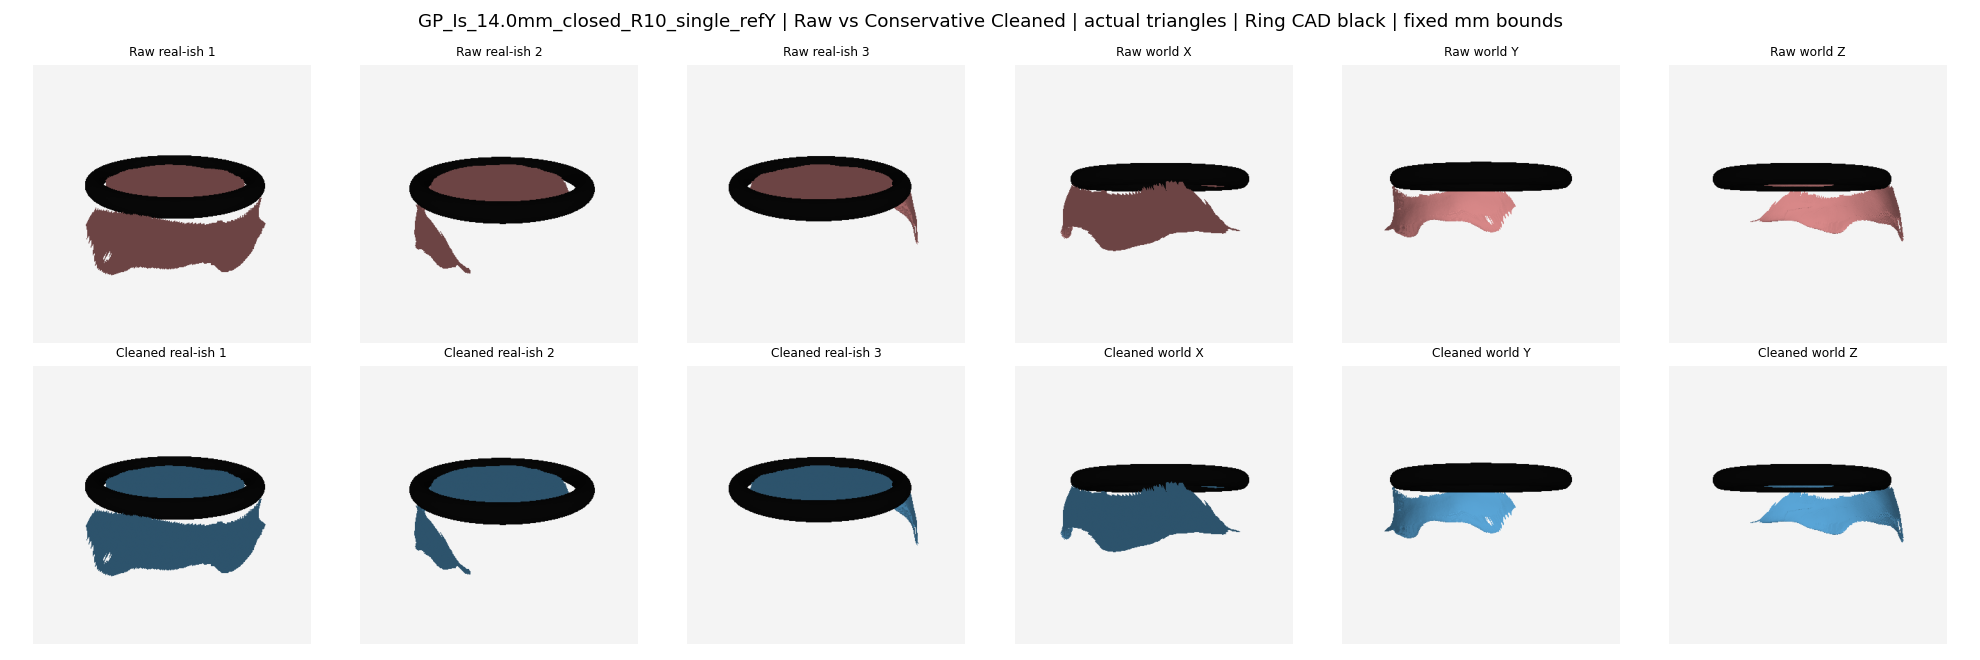 GP_Is_14.0mm_closed_R10_single_refY | Raw vs Conservative Cleaned | actual triangles | Ring CAD black | fixed mm bounds
Raw real-ish 1
Raw real-ish 2
Raw real-ish 3
Raw world X
Raw world Y
Raw world Z
Cleaned real-ish 1
Cleaned real-ish 2
Cleaned real-ish 3
Cleaned world X
Cleaned world Y
Cleaned world Z